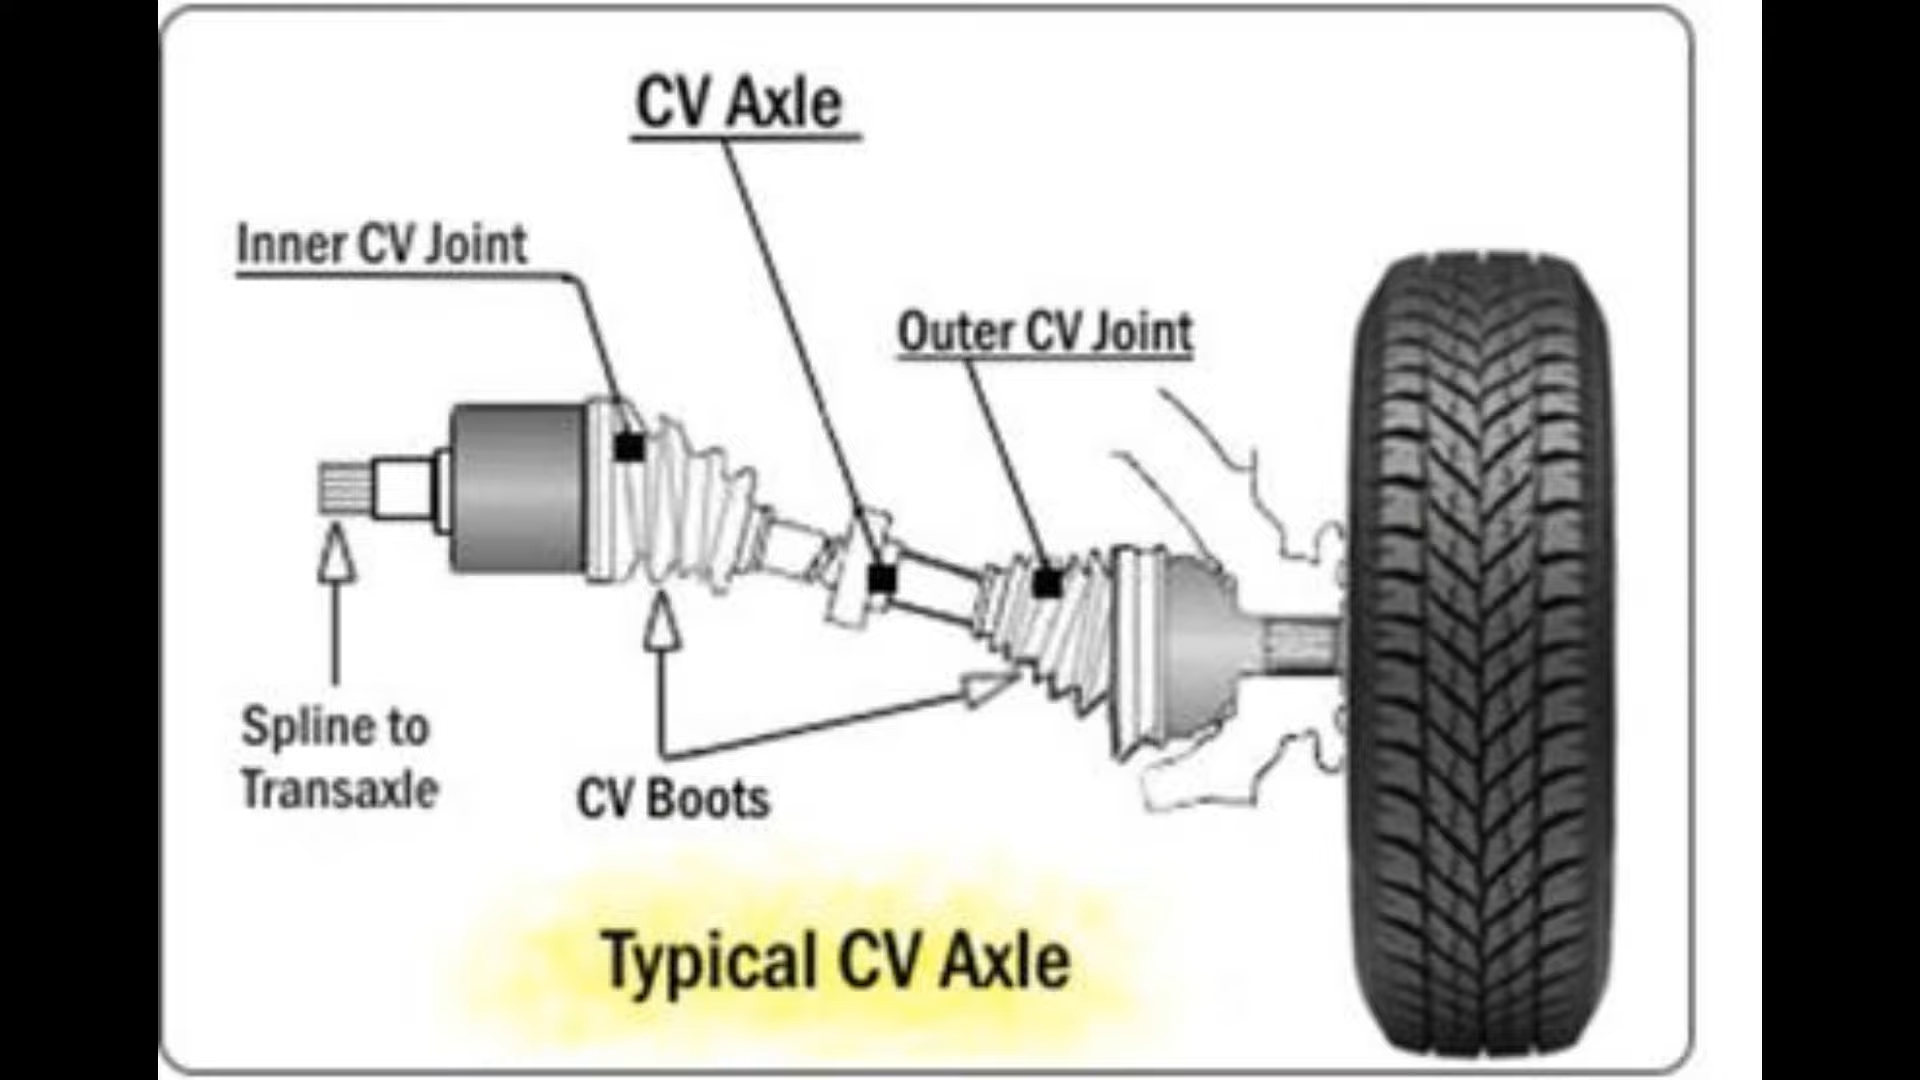 CV Axle
Inner CV Joint
Outer CV Joint
Spline to
Transaxle
CV Boots
Typical CV Axle